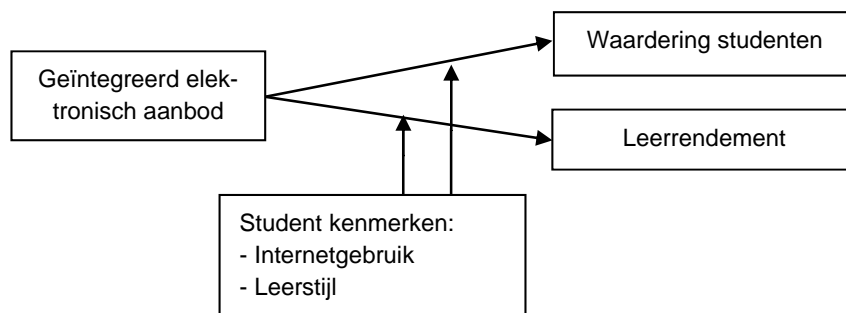 Geïntegreerd elek-
tronisch aanbod
Waardering studenten
Leerrendement
Student kenmerken:
- Internetgebruik
- Leerstijl